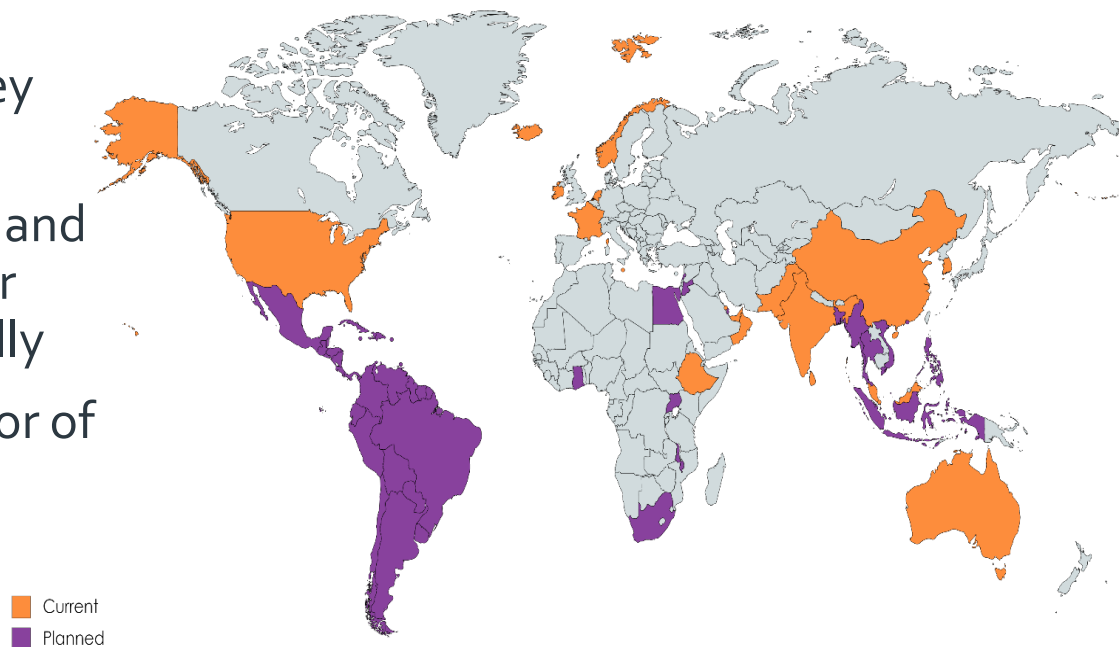 ey
and
r
lly
or of
Current
Planned